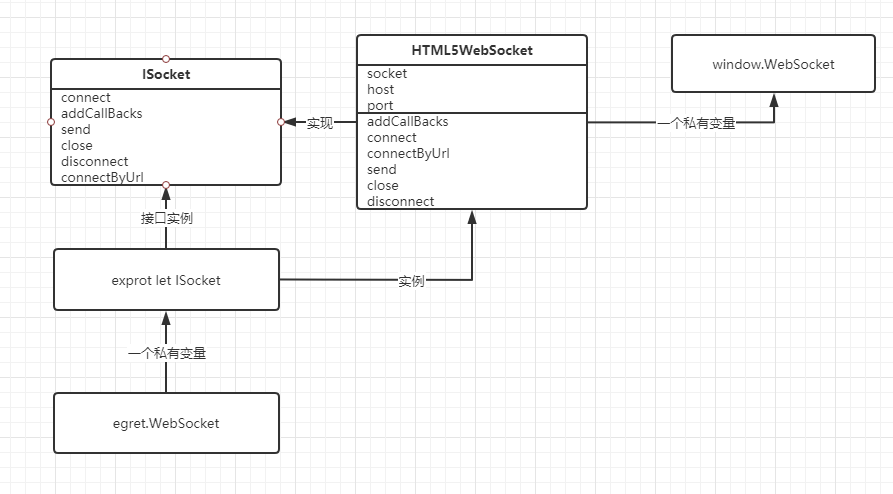 ISocket
connect
addCallBacks
send
close
disconnect
connectByUrl
实现
HTML5WebSocket
socket
host
port
addCallBacks
connect
connectByUrl
send
close
disconnect
一个私有变量
window.WebSocket
接口实例
exprot let ISocket
实例
一个私有变量
egret.WebSocket